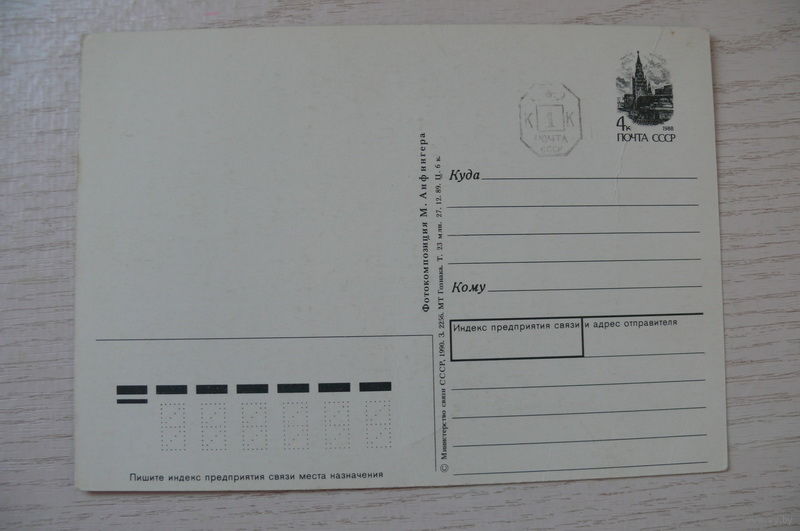 К 1 К
ПОЧТА
СССР
4к
1988
ПОЧТА СССР
Куда
Кому
Индекс предприятия связи и адрес отправителя
Фотокомпозиция М. Анфингера
© Министерство связи СССР, 1990. З. 2256. МТ Гознака. Т. 23 млн. 27. 12. 89. Ц. 6 к.
Пишите индекс предприятия связи места назначения